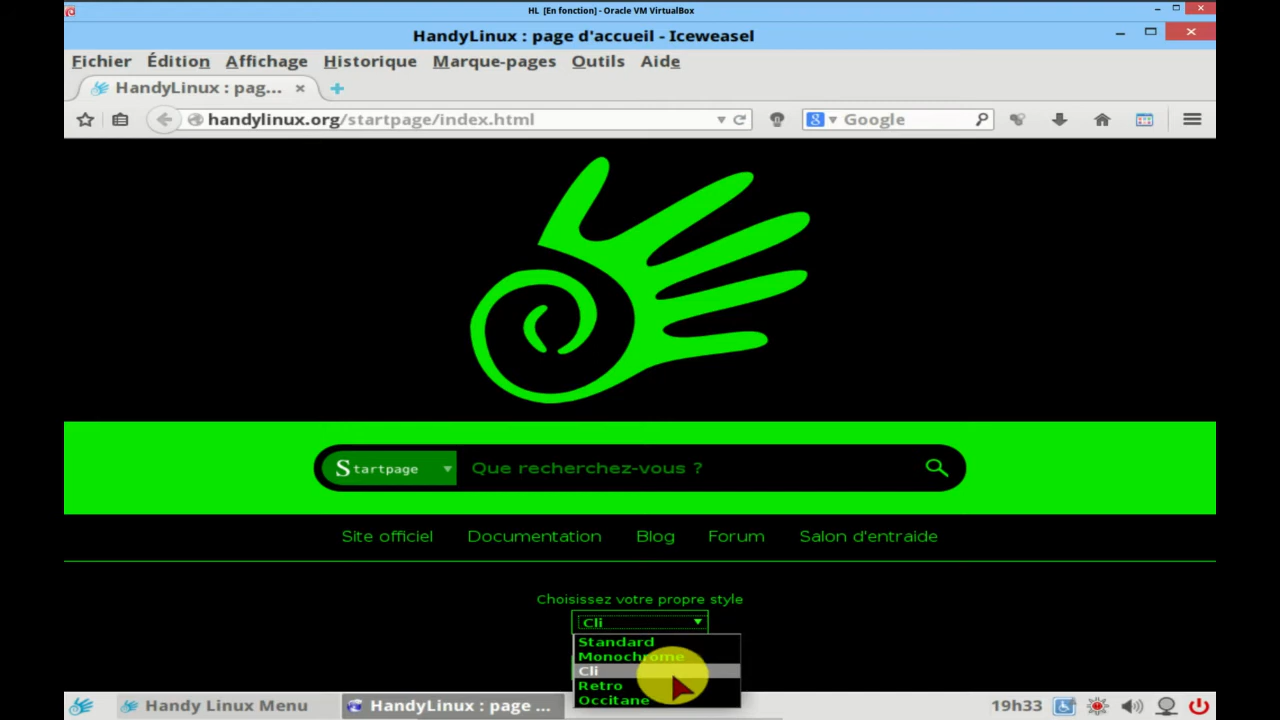 HL [En fonction] - Oracle VM VirtualBox
HandyLinux : page d'accueil - Iceweasel
Fichier Édition Affichage Historique Marque-pages Outils Aide
HandyLinux : pag...
handylinux.org/startpage/index.html
Google
Startpage
Que recherchez-vous ?
Site officiel Documentation Blog Forum Salon d'entraide
Choisissez votre propre style
Cli
Standard
Monochrome
Cli
Retro
Occitane
Handy Linux Menu
HandyLinux : page ...
19h33